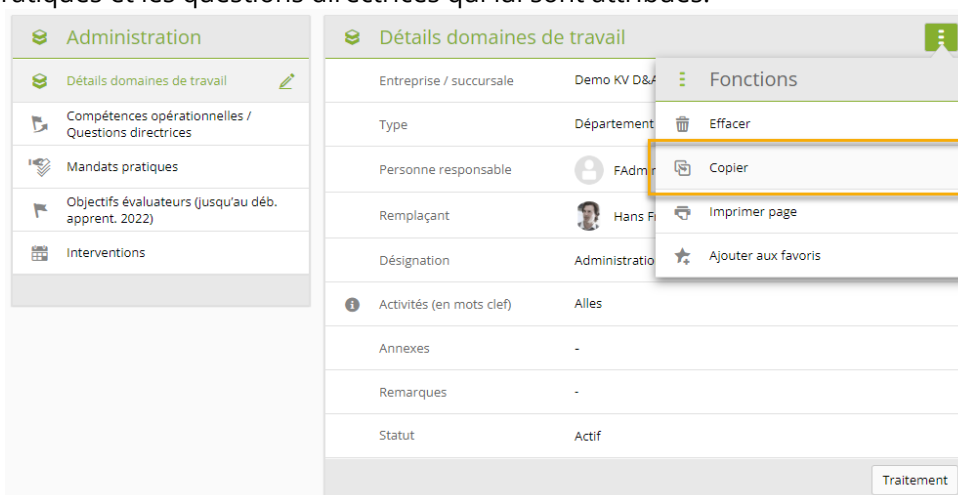 Administration
Détails domaines de travail
Compétences opérationnelles /
Questions directrices
Mandats pratiques
Objectifs évaluateurs (jusqu'au déb.
apprent. 2022)
Interventions
Détails domaines de travail
Entreprise / succursale Demo KV D&A
Type Département
Personne responsable
Remplaçant Hans
Désignation
Activités (en mots clef) Alles
Annexes -
Remarques -
Statut Actif
Traitement
Fonctions
Effacer
Copier
Imprimer page
Ajouter aux favoris